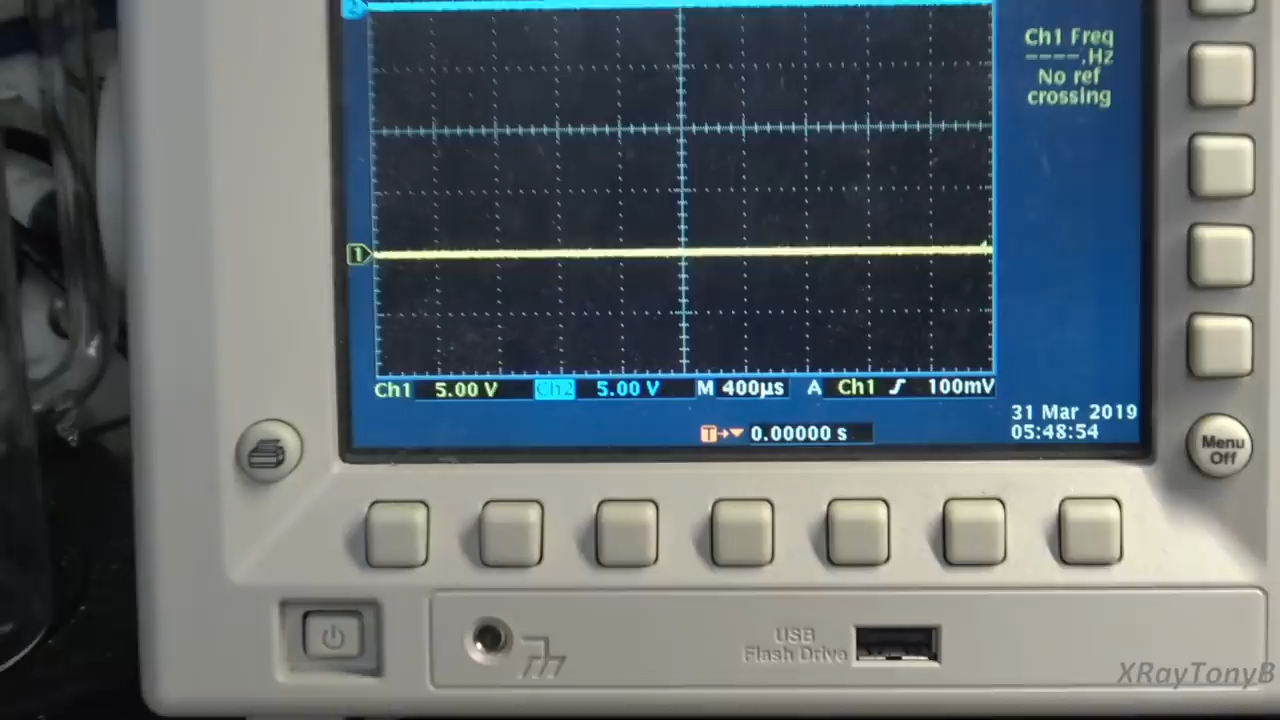 2
Ch1 Freq
----.Hz
No ref
crossing
1
Ch1 5.00 V Ch2 5.00 V M 400µs A Ch1 100mV
T 0.00000 s
31 Mar 2019
05:48:54
Menu
Off
USB
Flash Drive
XRayTonyB